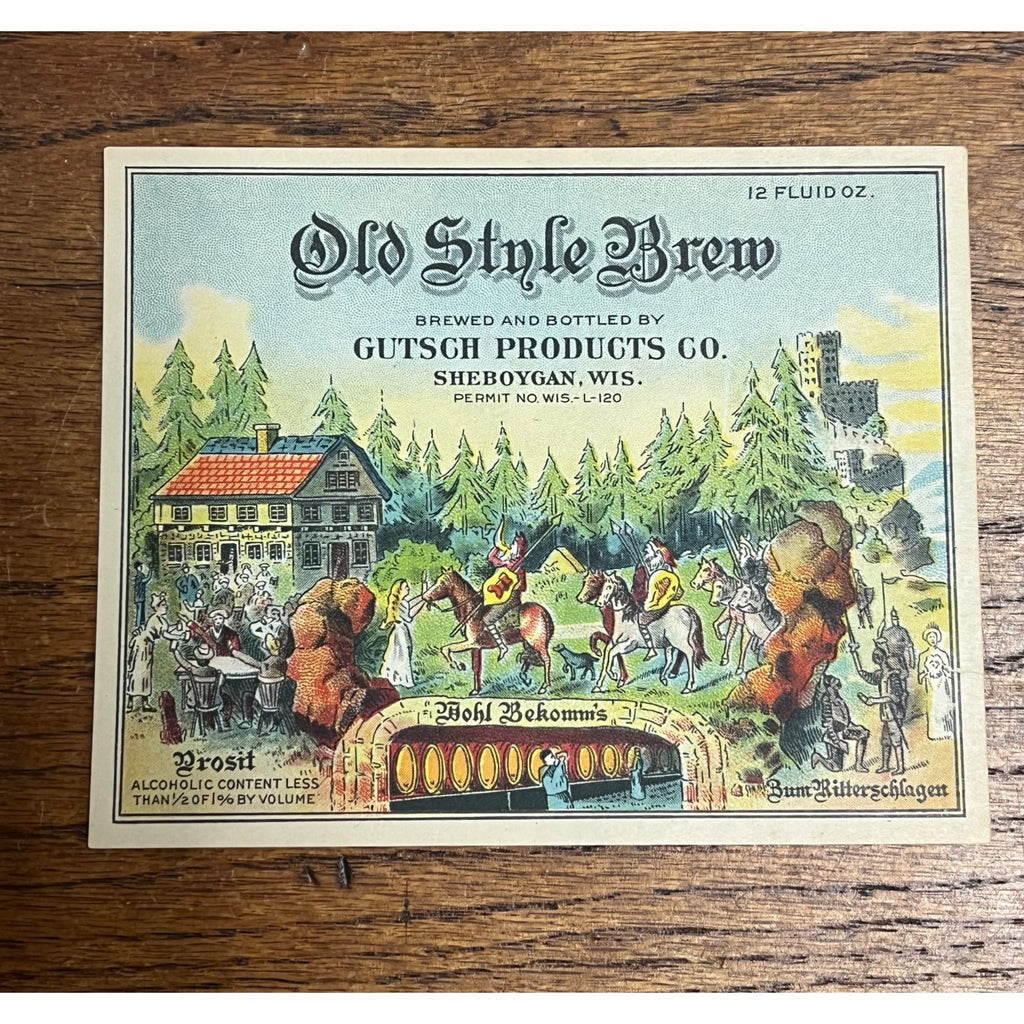 12 FLUID OZ.
Old Style Brew
BREWED AND BOTTLED BY
GUTSCH PRODUCTS CO.
SHEBOYGAN, WIS.
PERMIT NO. WIS.-L-120
"Wohl Bekomm's"
Prosit
ALCOHOLIC CONTENT LESS
THAN ½ OF 1% BY VOLUME
Zum Ritterschlagen